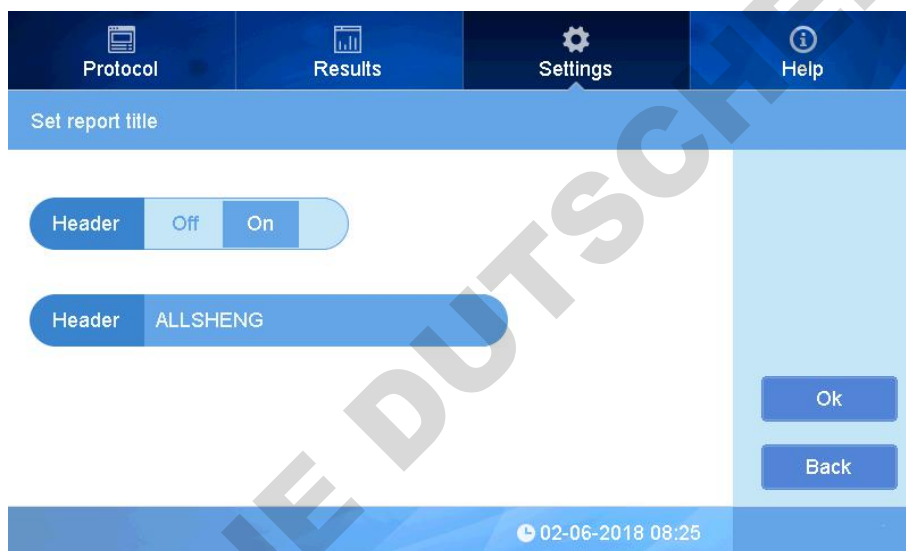 Protocol Results Settings Help
Set report title
Header Off On
Header ALLSHENG
Ok
Back
02-06-2018 08:25